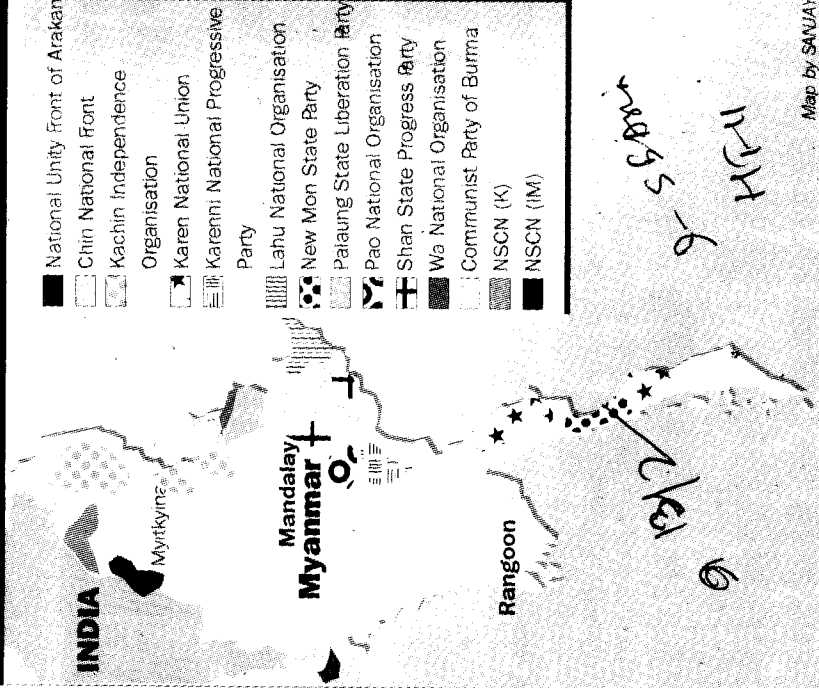 National Unity Front of Arakan
Chin National Front
Kachin Independence
Organisation
Karen National Union
Karenni National Progressive
Party
Lahu National Organisation
New Mon State Party
Palaung State Liberation Party
Pao National Organisation
Shan State Progress Party
Wa National Organisation
Communist Party of Burma
NSCN (K)
NSCN (IM)
INDIA
Myitkyina
Mandalay
Myanmar
Rangoon
Map by SANJAY